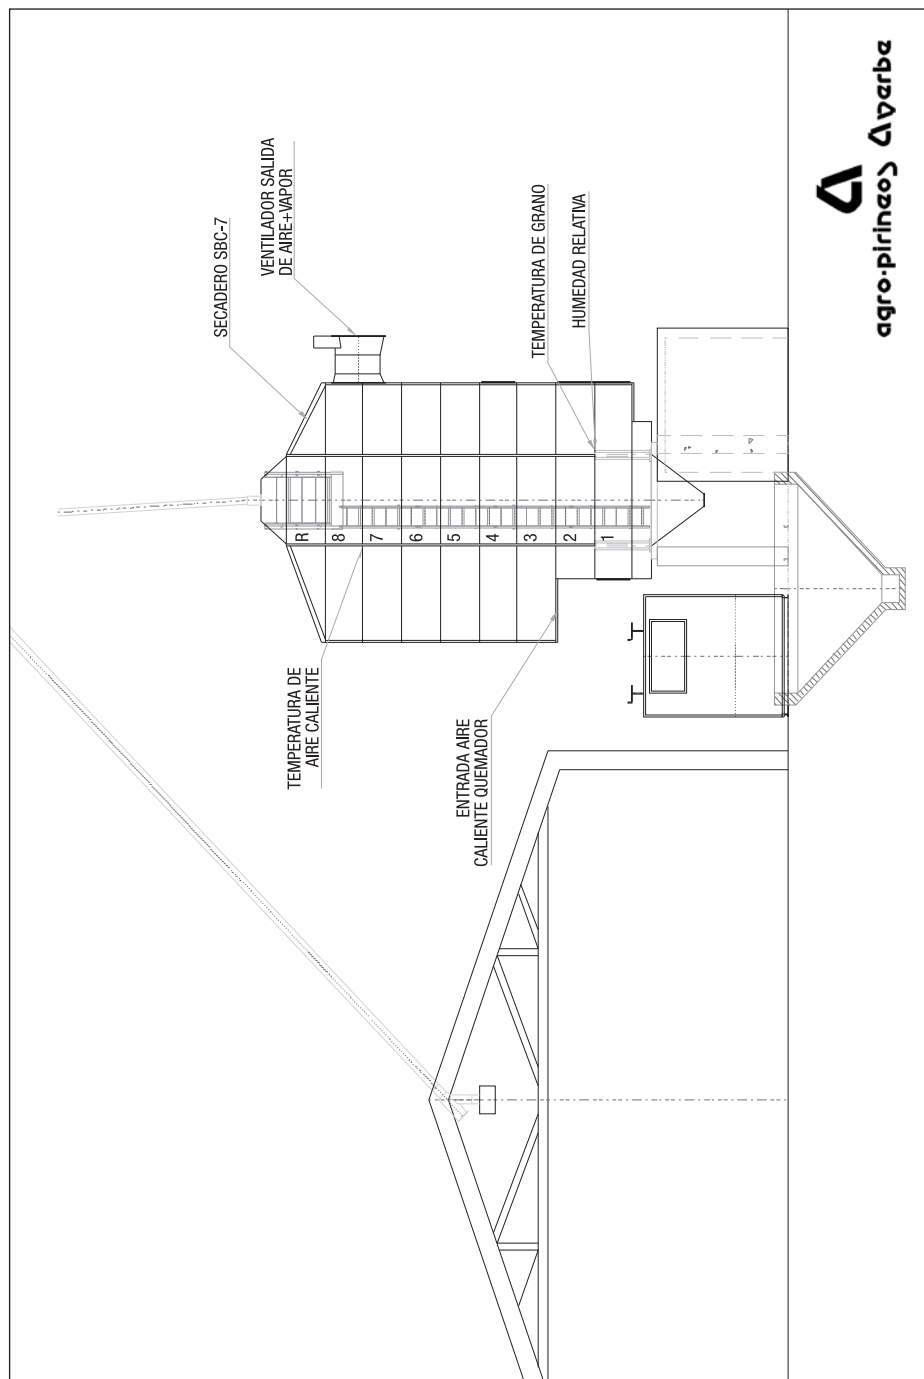 SECADERO SBC-7
VENTILADOR SALIDA
DE AIRE+VAPOR
TEMPERATURA DE GRANO
HUMEDAD RELATIVA
R
8
7
6
5
4
3
2
1
TEMPERATURA DE
AIRE CALIENTE
ENTRADA AIRE
CALIENTE QUEMADOR
agro-pirineos Ayerbe